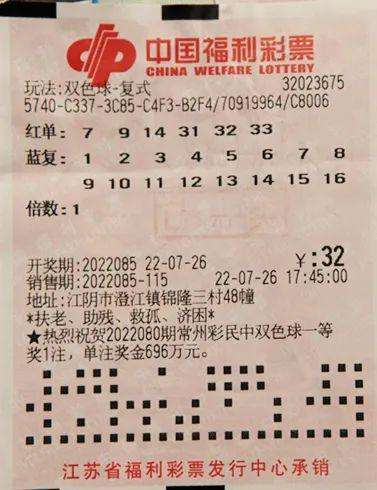 中国福利彩票
CHINA WELFARE LOTTERY
玩法:双色球-复式 32023675
5740-C337-3C85-C4F3-B2F4/70919964/C8006
红单: 7 9 14 31 32 33
蓝复: 1 2 3 4 5 6 7 8
9 10 11 12 13 14 15 16
倍数:1
开奖期:2022085 22-07-26 ￥:32
销售期:2022085-115 22-07-26 17:45:00
地址:江阴市澄江镇锦隆三村48幢
*扶老、助残、救孤、济困*
★热烈祝贺2022080期常州彩民中双色球一等
奖1注，单注奖金696万元。
江苏省福利彩票发行中心承销